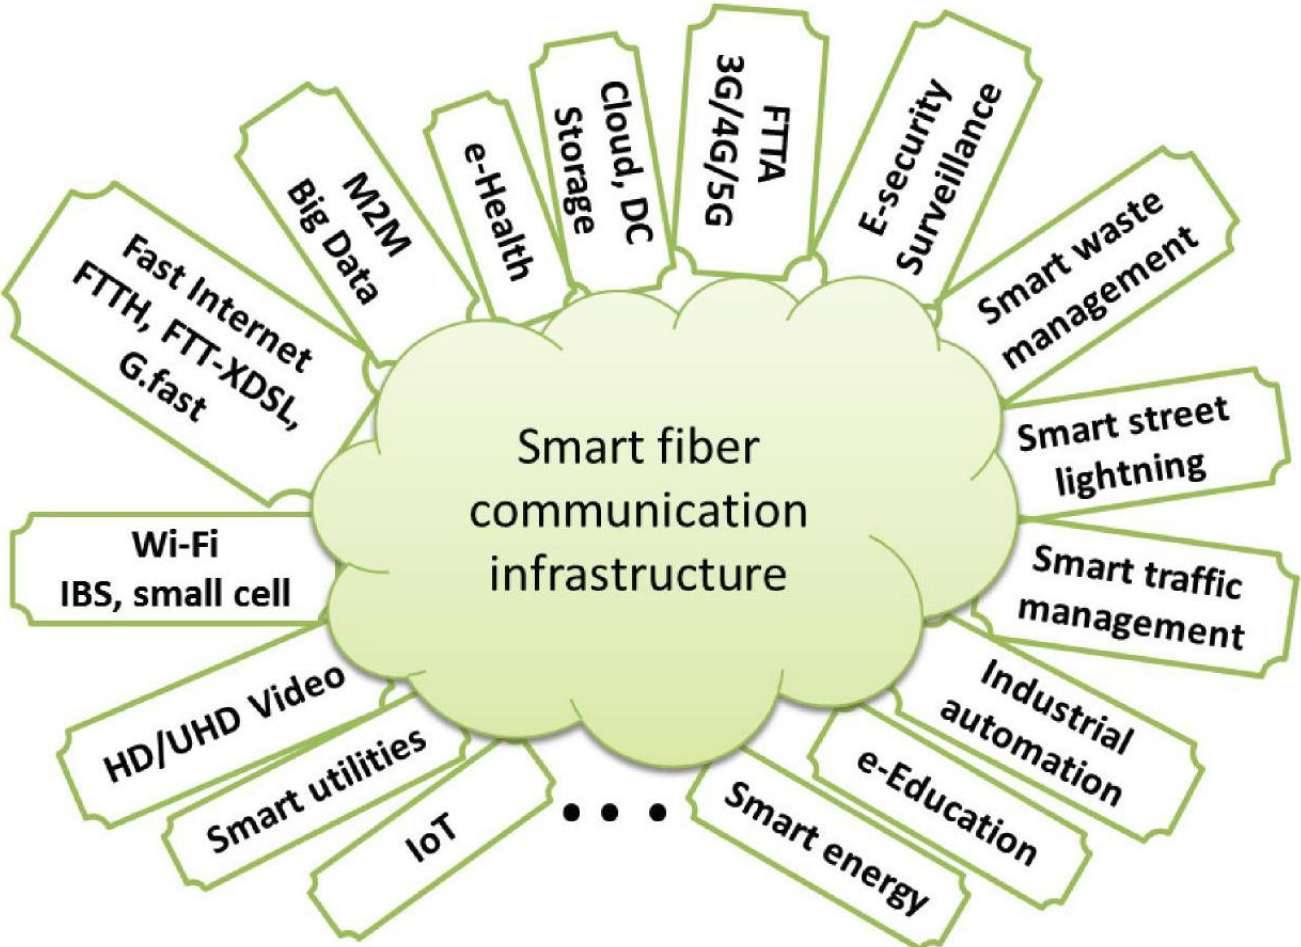 Smart fiber
communication
infrastructure
Wi-Fi
IBS, small cell
Fast Internet
FTTH, FTT-XDSL,
G.fast
M2M
Big Data
e-Health
Cloud, DC
Storage
FTTA
3G/4G/5G
E-security
Surveillance
Smart waste
management
Smart street
lightning
Smart traffic
management
Industrial
automation
e-Education
Smart energy
• • •
IoT
Smart utilities
HD/UHD Video